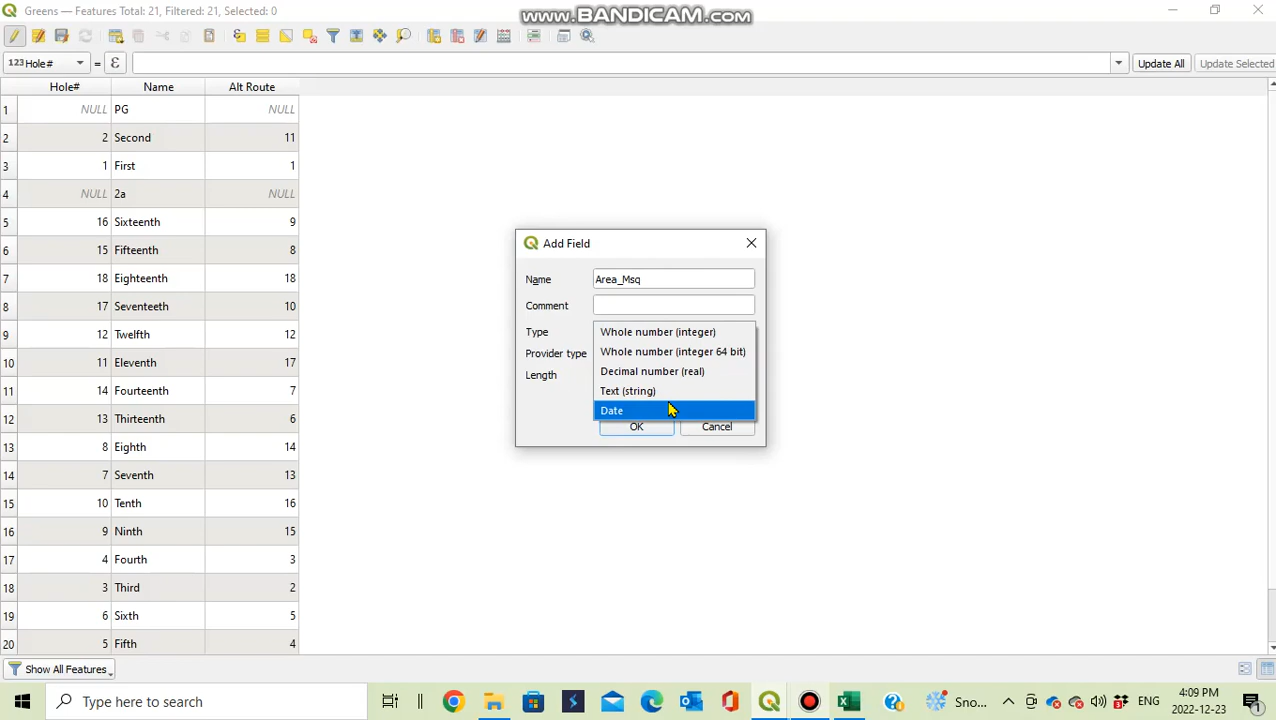 Greens — Features Total: 21, Filtered: 21, Selected: 0
www.BANDICAM.com
123 Hole# = ε Update All Update Selected
Hole# Name Alt Route
1 NULL PG NULL
2 2 Second 11
3 1 First 1
4 NULL 2a NULL
5 16 Sixteenth 9
6 15 Fifteenth 8
7 18 Eighteenth 18
8 17 Seventeeth 10
9 12 Twelfth 12
10 11 Eleventh 17
11 14 Fourteenth 7
12 13 Thirteenth 6
13 8 Eighth 14
14 7 Seventh 13
15 10 Tenth 16
16 9 Ninth 15
17 4 Fourth 3
18 3 Third 2
19 6 Sixth 5
20 5 Fifth 4
Add Field
Name Area_Msq
Comment
Type
Provider type
Length
Whole number (integer)
Whole number (integer 64 bit)
Decimal number (real)
Text (string)
Date
OK Cancel
Show All Features
Type here to search
Sno...
ENG
4:09 PM
2022-12-23